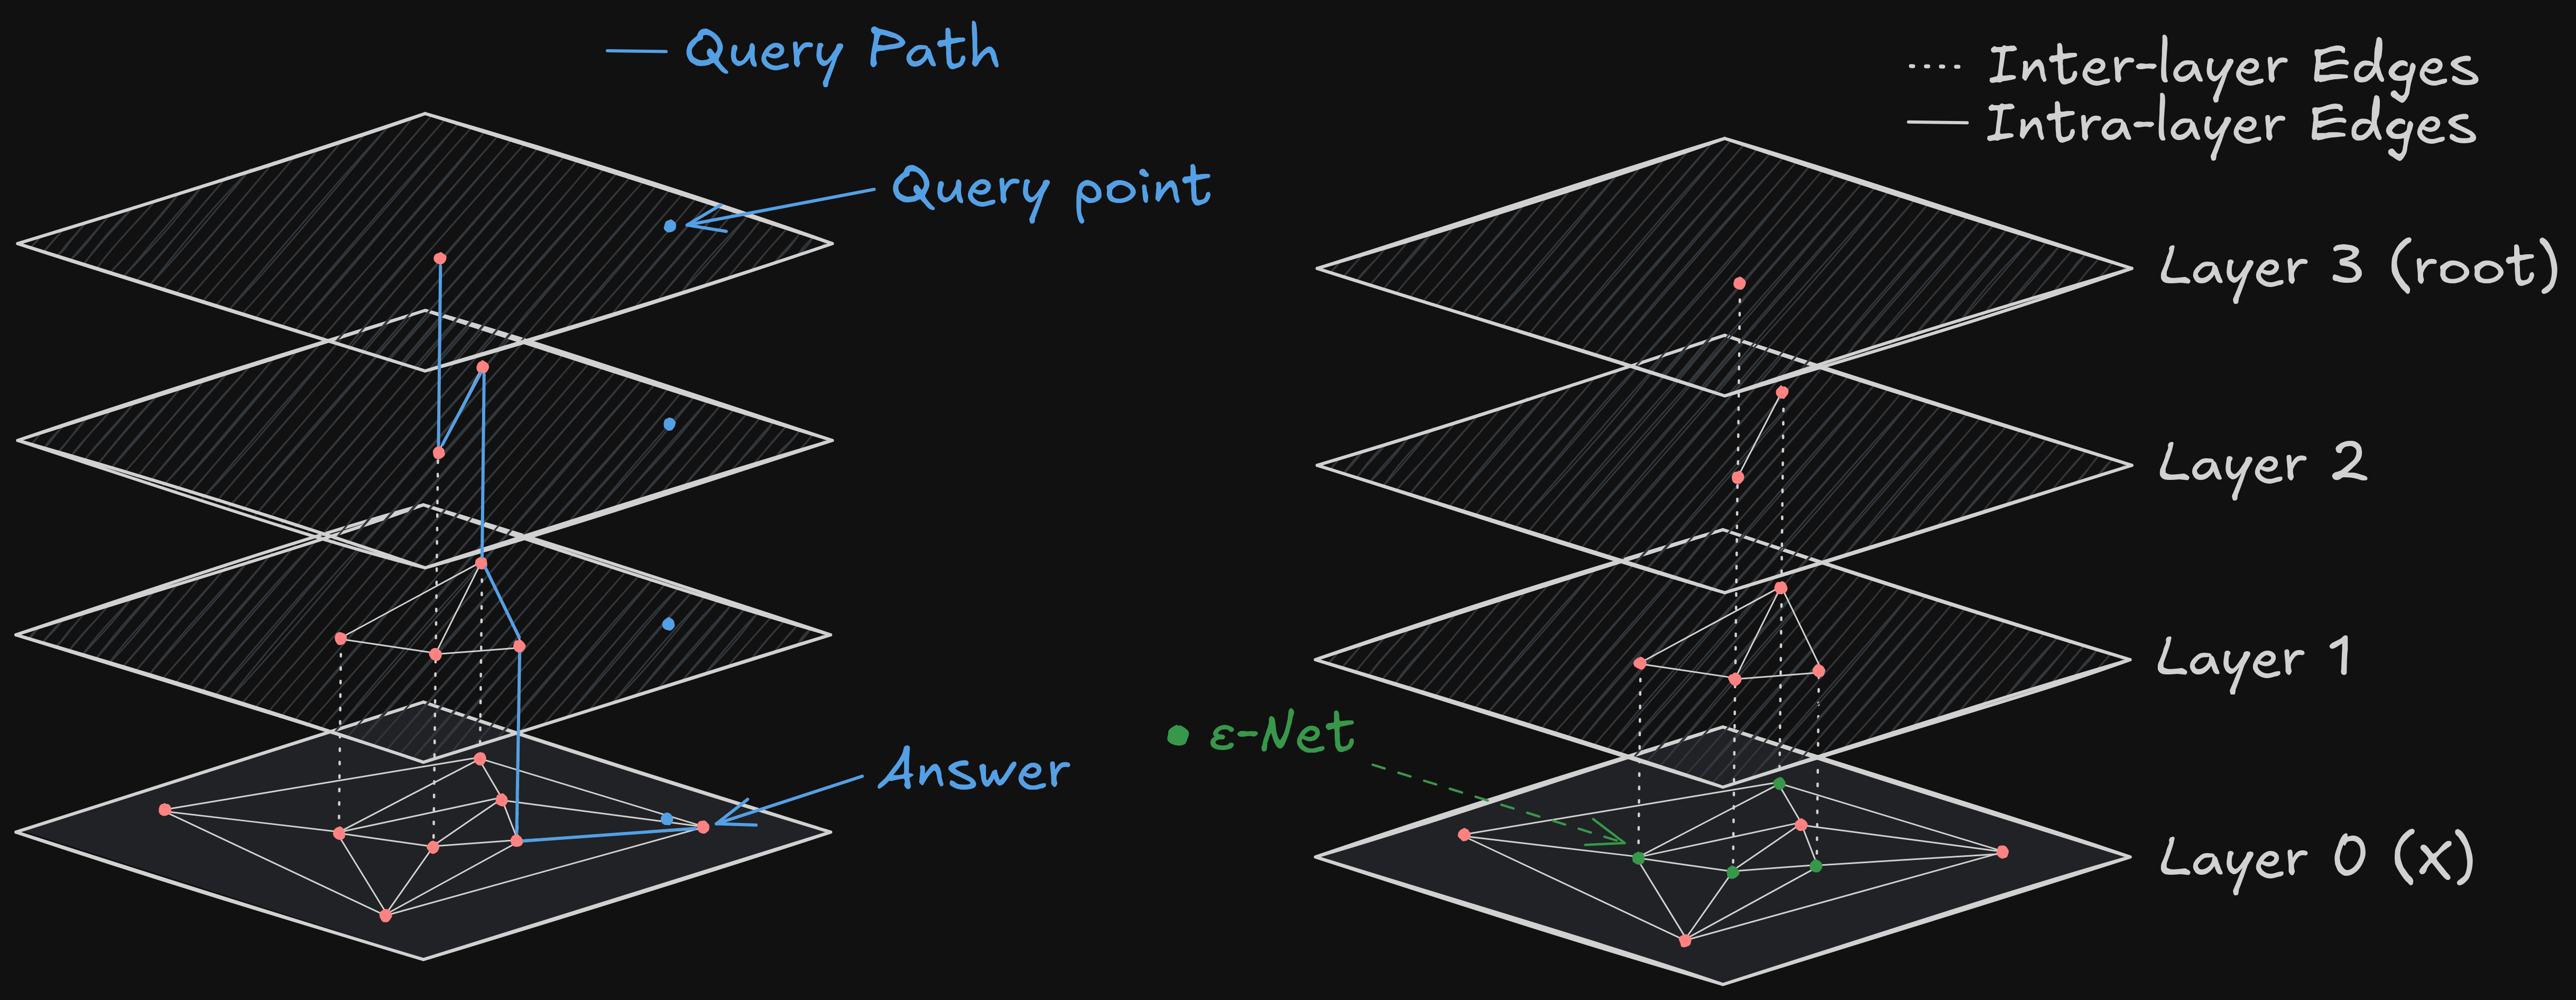 Query Path
Query point
Answer
Inter-layer Edges
Intra-layer Edges
Layer 3 (root)
Layer 2
Layer 1
ε-Net
Layer 0 (x)